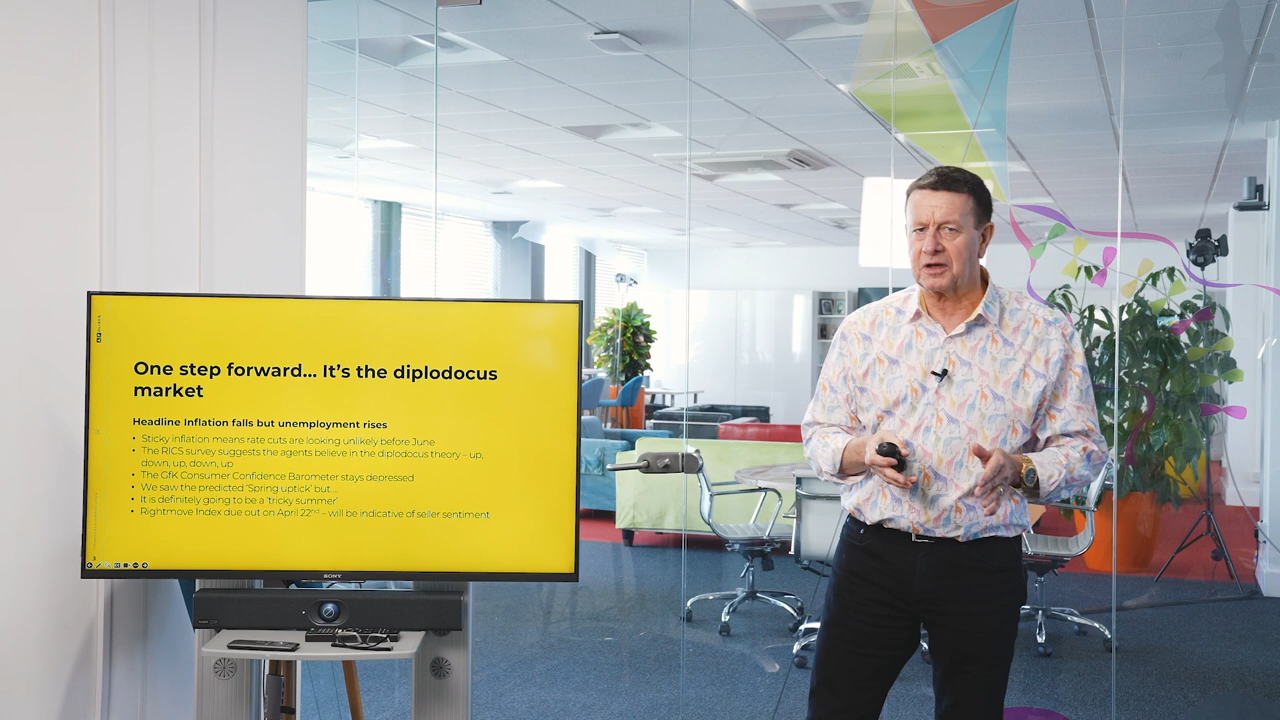 One step forward... It's the diplodocus
market
Headline Inflation falls but unemployment rises
• Sticky inflation means rate cuts are looking unlikely before June
• The RICS survey suggests the agents believe in the diplodocus theory – up,
down, up, down, up
• The GfK Consumer Confidence Barometer stays depressed
• We saw the predicted 'Spring uptick' but...
• It is definitely going to be a 'tricky summer'
• Rightmove Index due out on April 22nd – will be indicative of seller sentiment
SONY